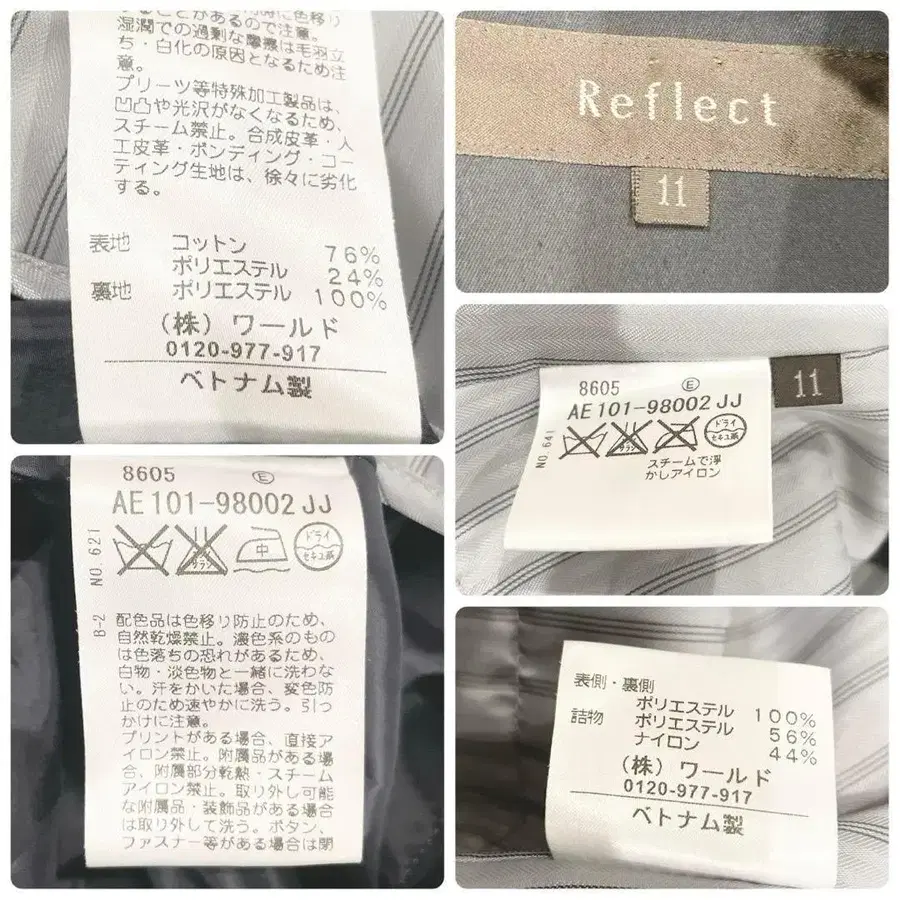 ることがあるので注意。
湿潤での過剰な摩擦は毛羽立
ち・白化の原因となるため注
意。
プリーツ等特殊加工製品は、
凹凸や光沢がなくなるため、
スチーム禁止。合成皮革・人
工皮革・ボンディング・コー
ティング生地は、徐々に劣化
する。
表地 コットン 76%
ポリエステル 24%
裏地 ポリエステル 100%
(株) ワールド
0120-977-917
ベトナム製
Reflect
11
8605 E
AE101-98002JJ
NO.641
サラシ
ドライ
セキユ系
スチームで浮
かしアイロン
11
8605 E
AE101-98002JJ
NO.621
サラシ
中
ドライ
セキユ系
B-2
配色品は色移り防止のため、
自然乾燥禁止。濃色系のもの
は色落ちの恐れがあるため、
白物・淡色物と一緒に洗わな
い。汗をかいた場合、変色防
止のため速やかに洗う。引っ
かけに注意。
プリントがある場合、直接ア
イロン禁止。附属品がある場
合、附属部分乾熱・スチーム
アイロン禁止。取り外し可能
な附属品・装飾品がある場合
は取り外して洗う。ボタン、
ファスナー等がある場合は閉
表側・裏側
ポリエステル 100%
詰物 ポリエステル 56%
ナイロン 44%
(株) ワールド
0120-977-917
ベトナム製